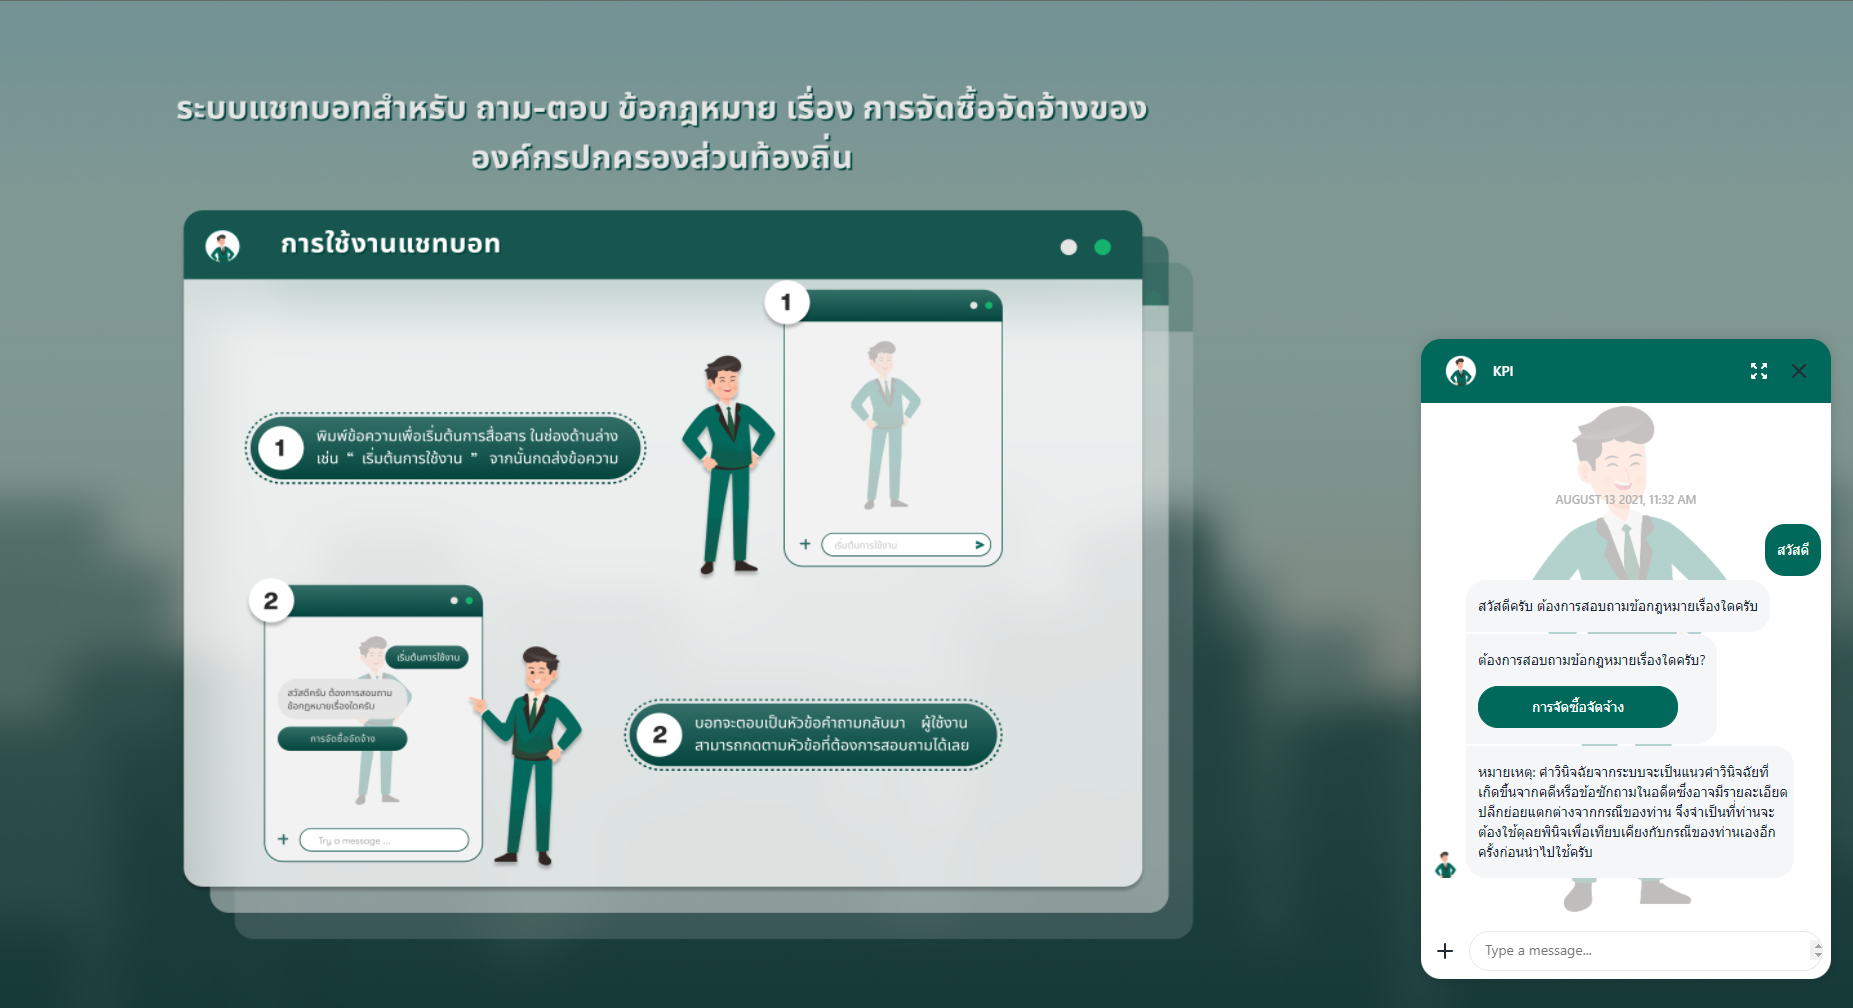 ระบบแชทบอทสำหรับ ถาม-ตอบ ข้อกฎหมาย เรื่อง การจัดซื้อจัดจ้างของ
องค์กรปกครองส่วนท้องถิ่น
การใช้งานแชทบอท
1
1
พิมพ์ข้อความเพื่อเริ่มต้นการสื่อสาร ในช่องด้านล่าง
เช่น “ เริ่มต้นการใช้งาน ” จากนั้นกดส่งข้อความ
+ เริ่มต้นการใช้งาน
2
เริ่มต้นการใช้งาน
สวัสดีครับ ต้องการสอบถาม
ข้อกฎหมายเรื่องใดครับ
การจัดซื้อจัดจ้าง
+ Try a message ...
2
บอทจะตอบเป็นหัวข้อคำถามกลับมา ผู้ใช้งาน
สามารถกดตามหัวข้อที่ต้องการสอบถามได้เลย
KPI
AUGUST 13 2021, 11:32 AM
สวัสดี
สวัสดีครับ ต้องการสอบถามข้อกฎหมายเรื่องใดครับ
ต้องการสอบถามข้อกฎหมายเรื่องใดครับ?
การจัดซื้อจัดจ้าง
หมายเหตุ: คำวินิจฉัยจากระบบจะเป็นแนวคำวินิจฉัยที่
เกิดขึ้นจากคดีหรือข้อซักถามในอดีตซึ่งอาจมีรายละเอียด
ปลีกย่อยแตกต่างจากกรณีของท่าน จึงจำเป็นที่ท่านจะ
ต้องใช้ดุลยพินิจเพื่อเทียบเคียงกับกรณีของท่านเองอีก
ครั้งก่อนนำไปใช้ครับ
+ Type a message...